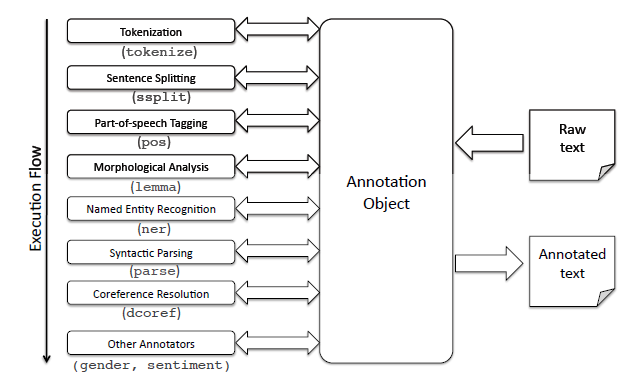 Execution Flow
Tokenization
(tokenize)
Sentence Splitting
(ssplit)
Part-of-speech Tagging
(pos)
Morphological Analysis
(lemma)
Named Entity Recognition
(ner)
Syntactic Parsing
(parse)
Coreference Resolution
(dcoref)
Other Annotators
(gender, sentiment)
Annotation
Object
Raw
text
Annotated
text